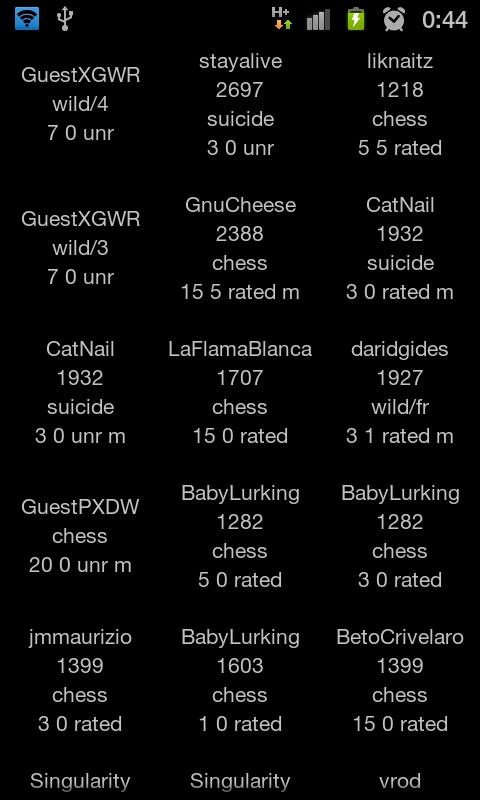 H+
0:44
GuestXGWR
wild/4
7 0 unr
stayalive
2697
suicide
3 0 unr
liknaitz
1218
chess
5 5 rated
GuestXGWR
wild/3
7 0 unr
GnuCheese
2388
chess
15 5 rated m
CatNail
1932
suicide
3 0 rated m
CatNail
1932
suicide
3 0 unr m
LaFlamaBlanca
1707
chess
15 0 rated
daridgides
1927
wild/fr
3 1 rated m
GuestPXDW
chess
20 0 unr m
BabyLurking
1282
chess
5 0 rated
BabyLurking
1282
chess
3 0 rated
jmmaurizio
1399
chess
3 0 rated
BabyLurking
1603
chess
1 0 rated
BetoCrivelaro
1399
chess
15 0 rated
Singularity
Singularity
vrod